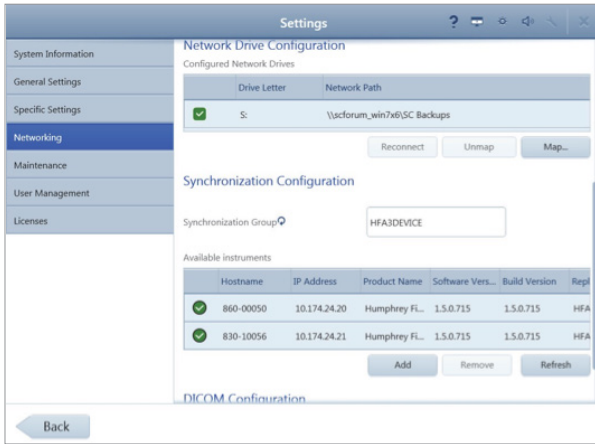 Settings
?
System Information
General Settings
Specific Settings
Networking
Maintenance
User Management
Licenses
Network Drive Configuration
Configured Network Drives
Drive Letter Network Path
S: \\scforum_win7x6\SC Backups
Reconnect Unmap Map...
Synchronization Configuration
Synchronization Group HFA3DEVICE
Available instruments
Hostname IP Address Product Name Software Vers... Build Version Repl
860-00050 10.174.24.20 Humphrey Fi... 1.5.0.715 1.5.0.715 HFA
830-10056 10.174.24.21 Humphrey Fi... 1.5.0.715 1.5.0.715 HFA
Add Remove Refresh
DICOM Configuration
Back